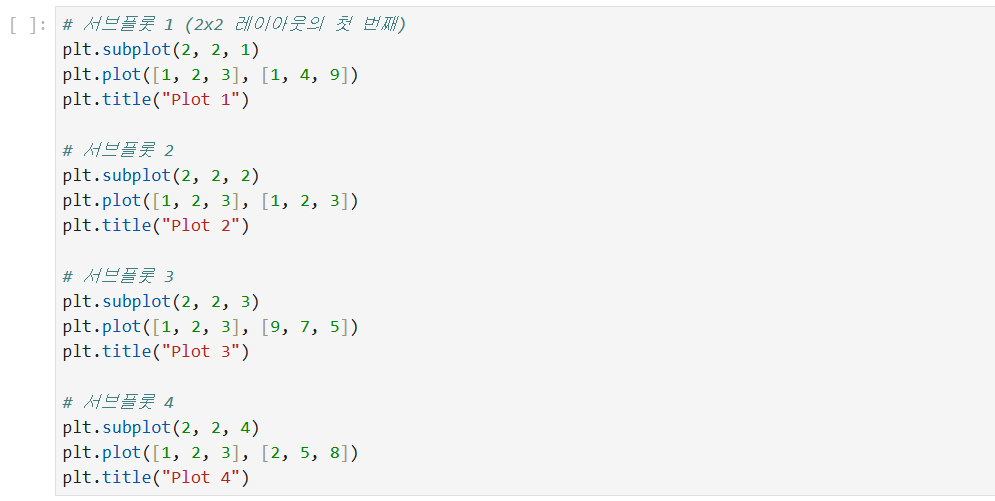 [ ]: # 서브플롯 1 (2x2 레이아웃의 첫 번째)
plt.subplot(2, 2, 1)
plt.plot([1, 2, 3], [1, 4, 9])
plt.title("Plot 1")
# 서브플롯 2
plt.subplot(2, 2, 2)
plt.plot([1, 2, 3], [1, 2, 3])
plt.title("Plot 2")
# 서브플롯 3
plt.subplot(2, 2, 3)
plt.plot([1, 2, 3], [9, 7, 5])
plt.title("Plot 3")
# 서브플롯 4
plt.subplot(2, 2, 4)
plt.plot([1, 2, 3], [2, 5, 8])
plt.title("Plot 4")